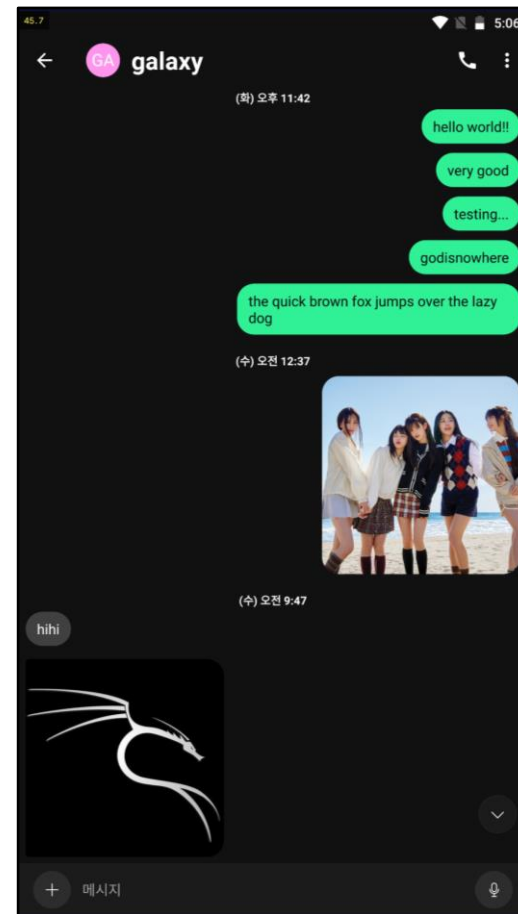 45.7
5:06
GA
galaxy
(화) 오후 11:42
hello world!!
very good
testing...
godisnowhere
the quick brown fox jumps over the lazy
dog
(수) 오전 12:37
(수) 오전 9:47
hihi
메시지